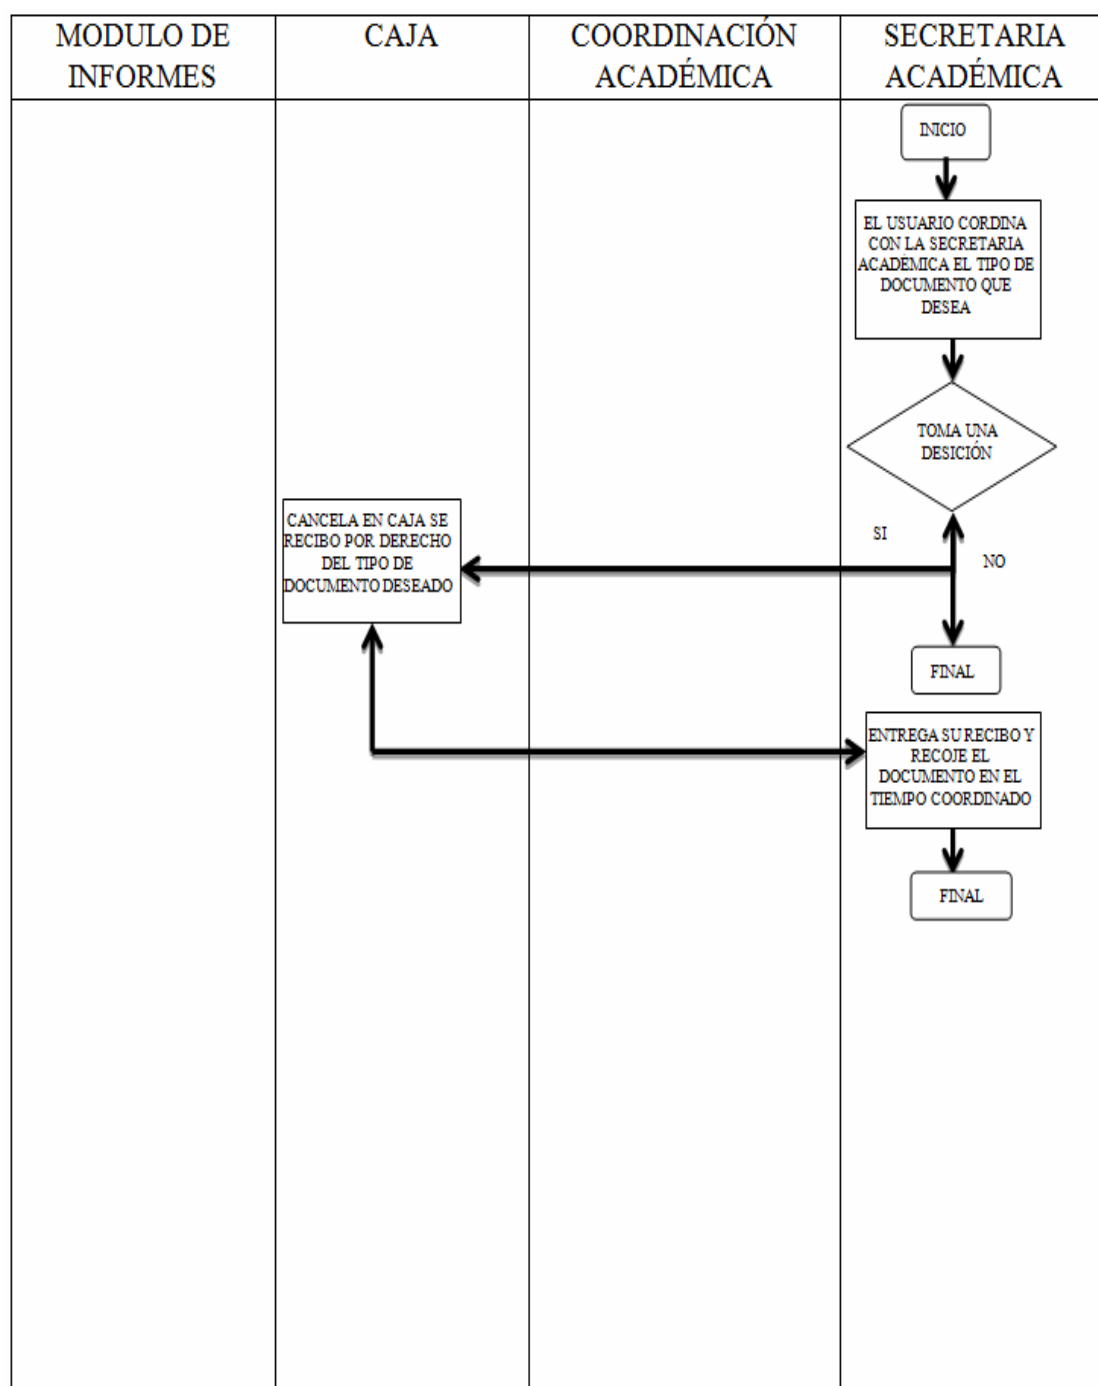 MODULO DE
INFORMES
CAJA
COORDINACIÓN
ACADÉMICA
SECRETARIA
ACADÉMICA
INICIO
EL USUARIO CORDINA
CON LA SECRETARIA
ACADÉMICA EL TIPO DE
DOCUMENTO QUE
DESEA
TOMA UNA
DESICIÓN
SI
NO
CANCELA EN CAJA SE
RECIBO POR DERECHO
DEL TIPO DE
DOCUMENTO DESEADO
FINAL
ENTREGA SU RECIBO Y
RECOJE EL
DOCUMENTO EN EL
TIEMPO COORDINADO
FINAL